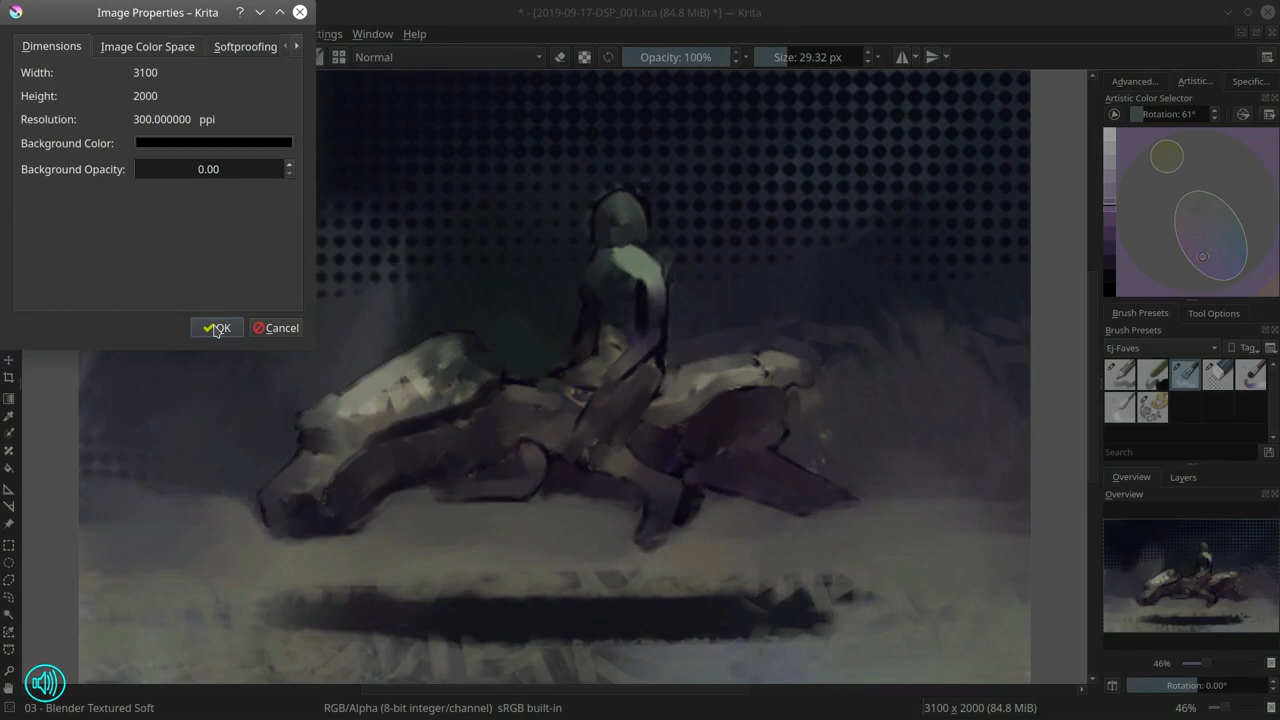 Image Properties – Krita
?
* - [2019-09-17-DSP_001.kra (84.8 MiB) *] — Krita
Dimensions
Image Color Space
Softproofing
Width: 3100
Height: 2000
Resolution: 300.000000 ppi
Background Color:
Background Opacity: 0.00
OK
Cancel
ttings
Window
Help
Normal
Opacity: 100%
Size: 29.32 px
Advanced...
Artistic...
Specific...
Artistic Color Selector
Rotation: 61°
Brush Presets
Tool Options
Brush Presets
Ej-Faves
Tag
Search
Overview
Layers
Overview
46%
Rotation: 0.00°
03 - Blender Textured Soft
RGB/Alpha (8-bit integer/channel) sRGB built-in
3100 x 2000 (84.8 MiB)
46%